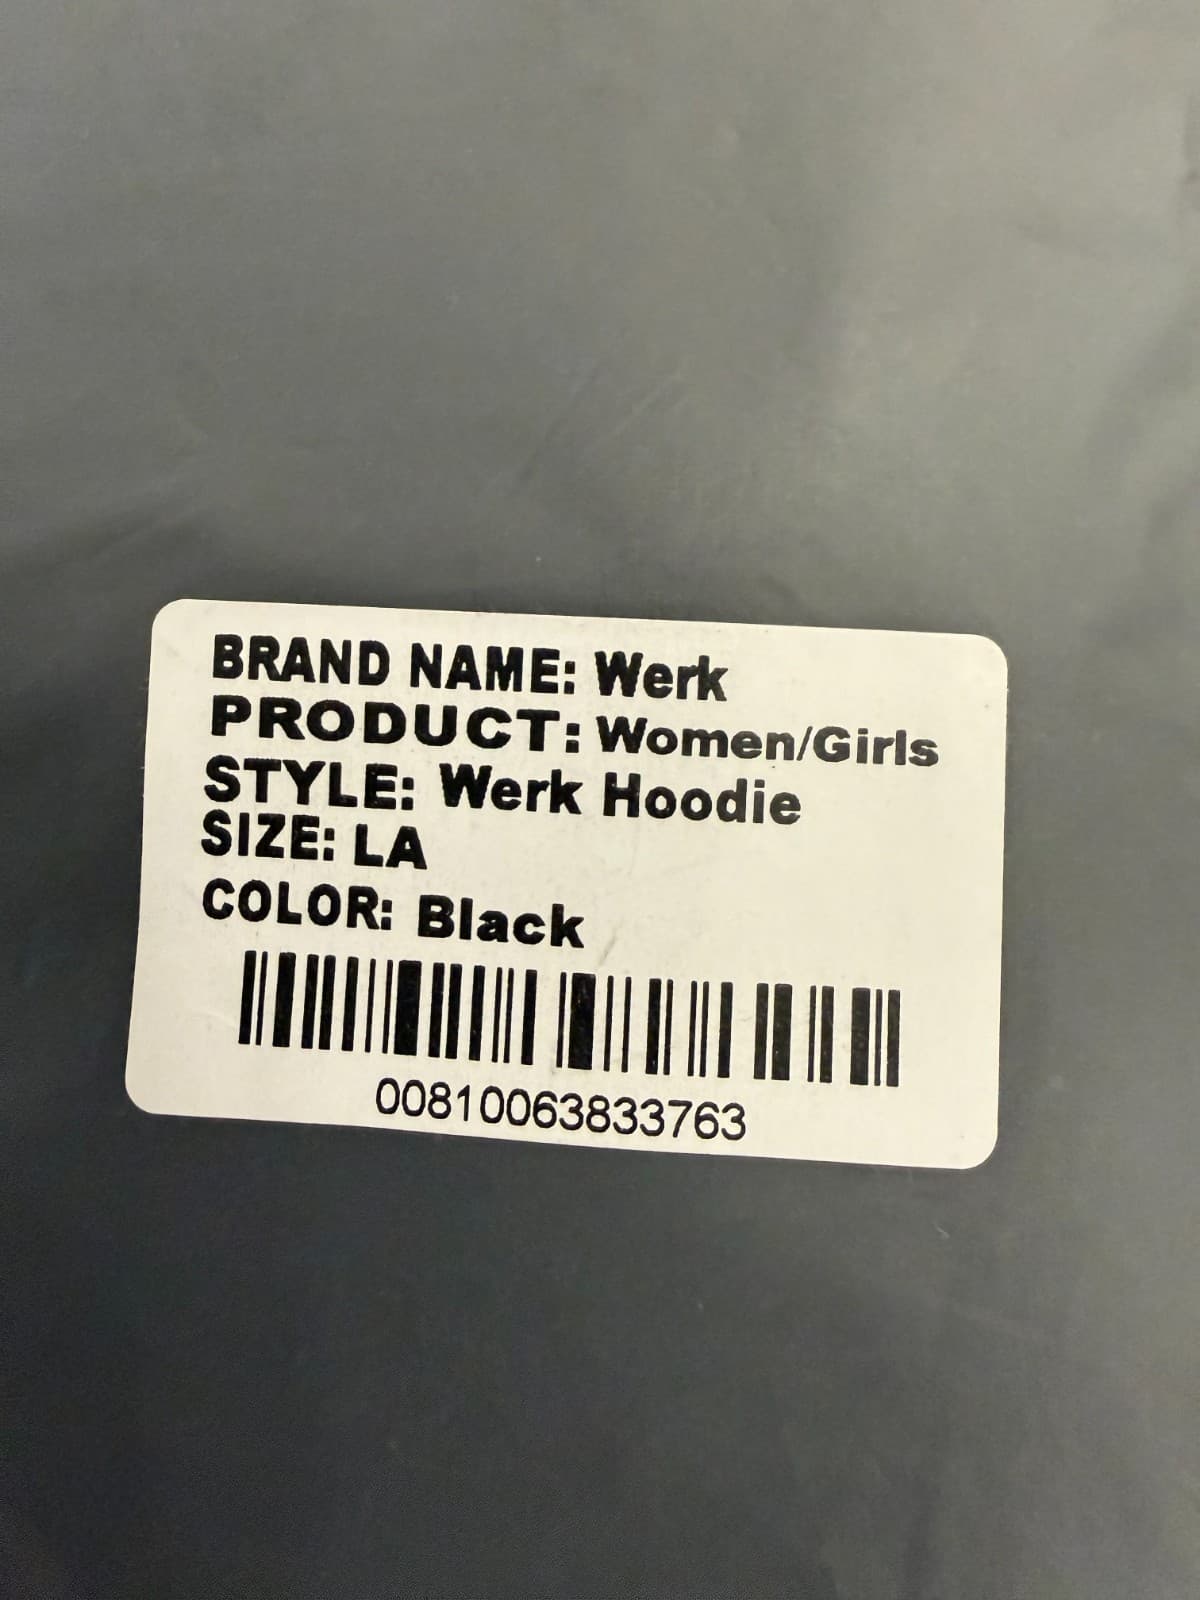 BRAND NAME: Werk
PRODUCT: Women/Girls
STYLE: Werk Hoodie
SIZE: LA
COLOR: Black
00810063833763